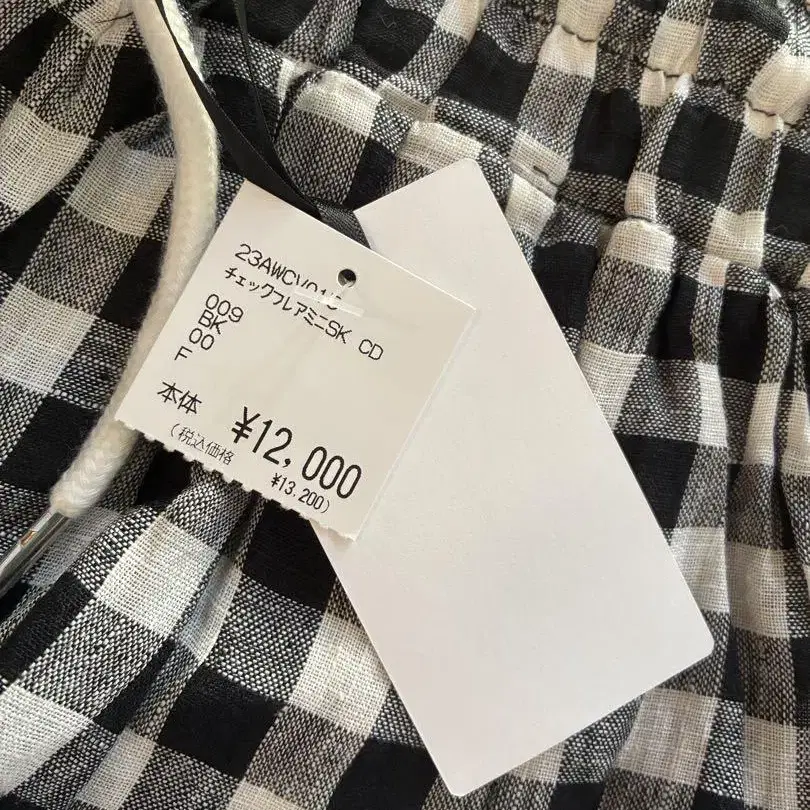 チェックフレアミニSK CD
009
BK
00
F
本体 ¥12,000
(税込価格 ¥13,200)